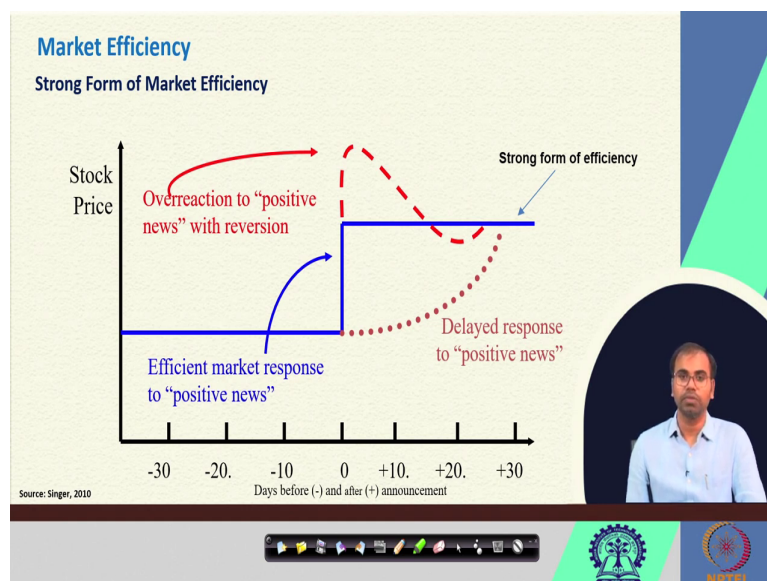 Market Efficiency
Strong Form of Market Efficiency
Stock
Price
Overreaction to “positive
news” with reversion
Strong form of efficiency
Delayed response
to “positive news”
Efficient market response
to “positive news”
-30 -20. -10 0 +10. +20. +30
Days before (-) and after (+) announcement
Source: Singer, 2010
NPTEL